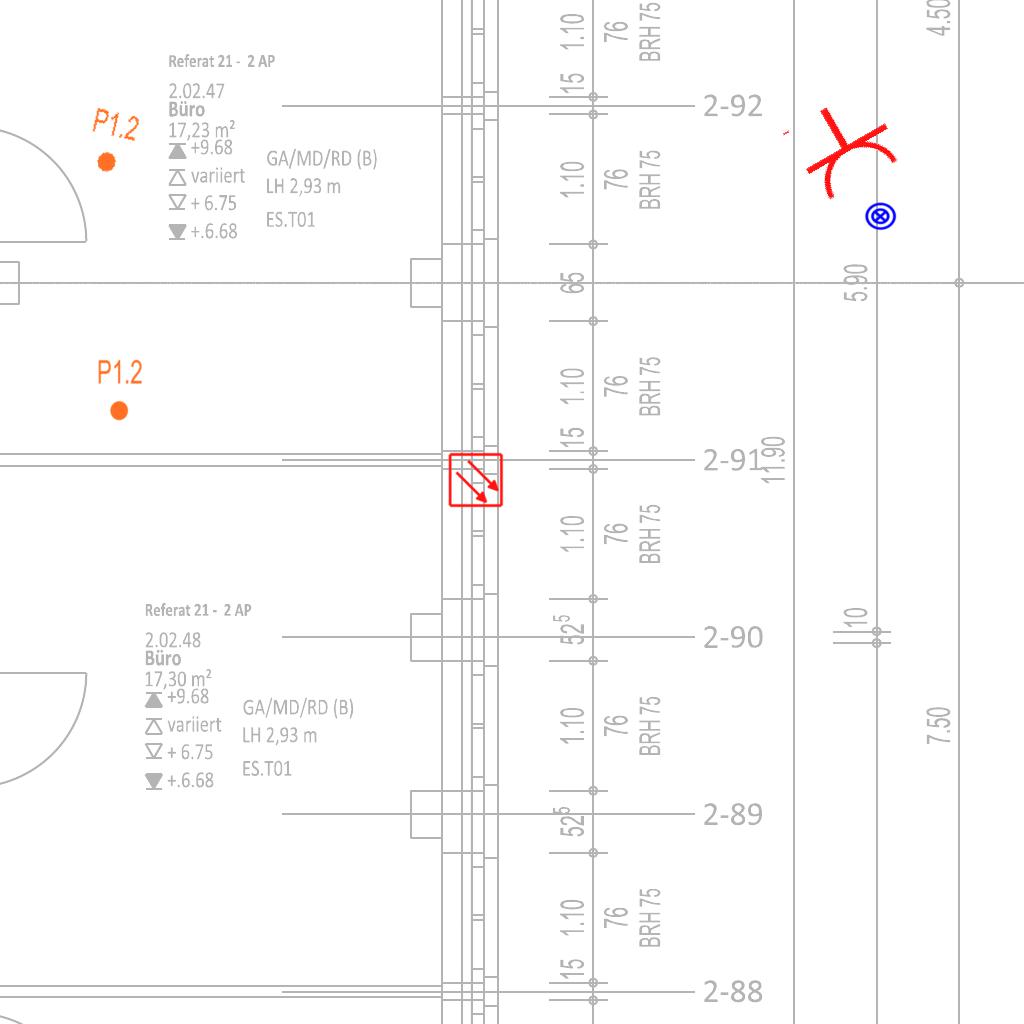 Referat 21 - 2 AP
2.02.47
Büro
17,23 m²
+9.68
variiert
+ 6.75
+.6.68
GA/MD/RD (B)
LH 2,93 m
ES.T01
P1.2
P1.2
Referat 21 - 2 AP
2.02.48
Büro
17,30 m²
+9.68
variiert
+ 6.75
+.6.68
GA/MD/RD (B)
LH 2,93 m
ES.T01
1.10
76
BRH 75
15
2-92
1.10
76
BRH 75
65
1.10
76
BRH 75
15
2-91
1.10
76
BRH 75
52⁵
2-90
1.10
76
BRH 75
52⁵
2-89
1.10
76
BRH 75
15
2-88
4.50
5.90
11.90
10
7.50